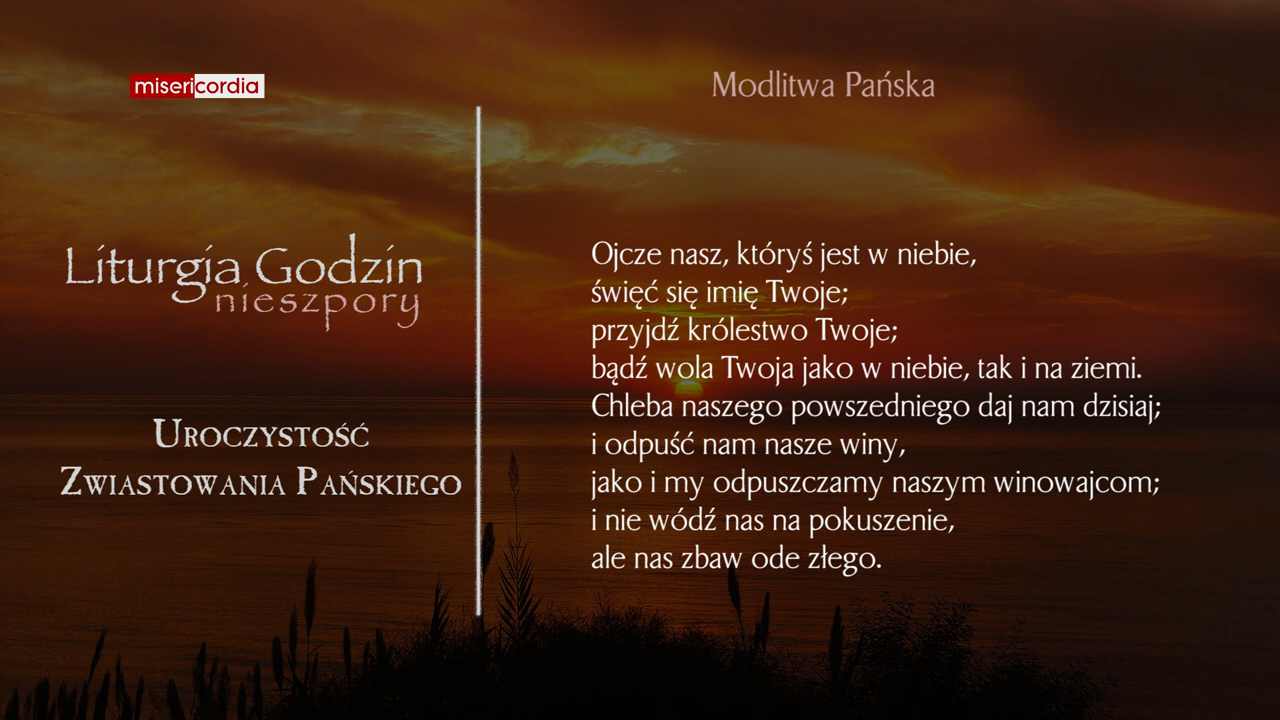 misericordia
Liturgia Godzin
nieszpory
Uroczystość
Zwiastowania Pańskiego
Modlitwa Pańska
Ojcze nasz, któryś jest w niebie,
święć się imię Twoje;
przyjdź królestwo Twoje;
bądź wola Twoja jako w niebie, tak i na ziemi.
Chleba naszego powszedniego daj nam dzisiaj;
i odpuść nam nasze winy,
jako i my odpuszczamy naszym winowajcom;
i nie wódź nas na pokuszenie,
ale nas zbaw ode złego.